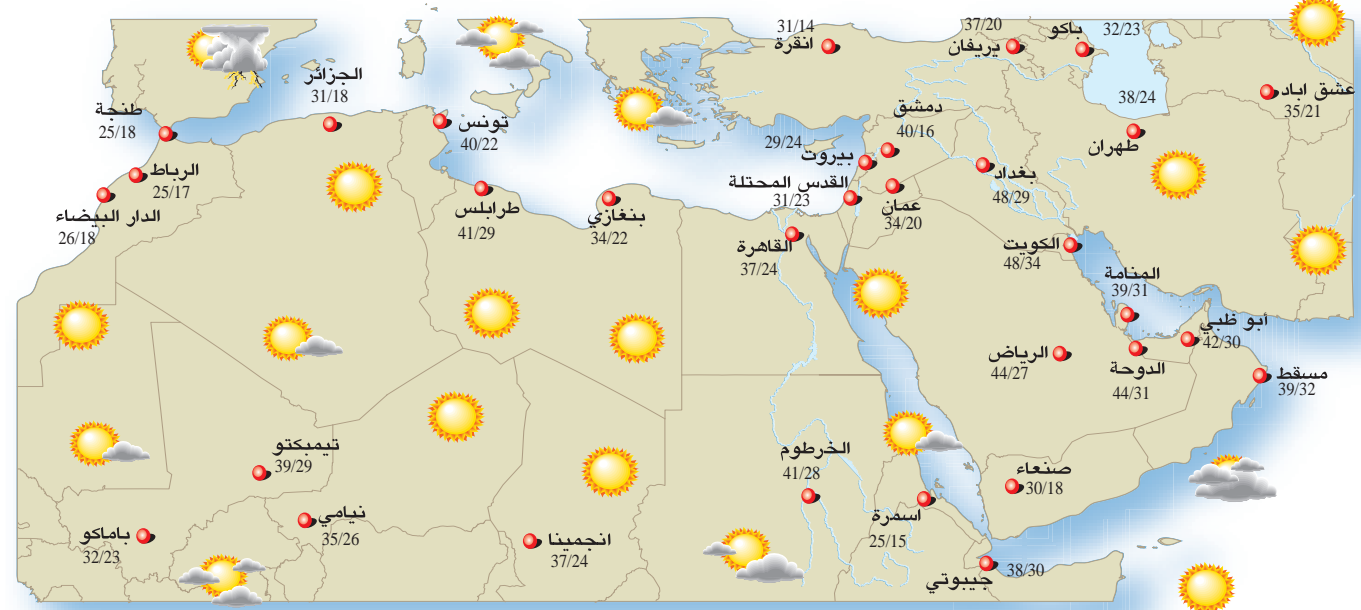 31/14
انقرة
37/20
يريفان
باكو
32/23
الجزائر
31/18
عشق اباد
35/21
38/24
طهران
طنجة
25/18
تونس
40/22
دمشق
40/16
29/24
بيروت
الرباط
25/17
بغداد
48/29
القدس المحتلة
31/23
عمان
34/20
الدار البيضاء
26/18
طرابلس
41/29
بنغازي
34/22
القاهرة
37/24
الكويت
48/34
المنامة
39/31
أبو ظبي
42/30
الرياض
44/27
الدوحة
44/31
مسقط
39/32
تيمبكتو
39/29
الخرطوم
41/28
صنعاء
30/18
نيامي
35/26
اسمرة
25/15
باماكو
32/23
انجمينا
37/24
جيبوتي
38/30